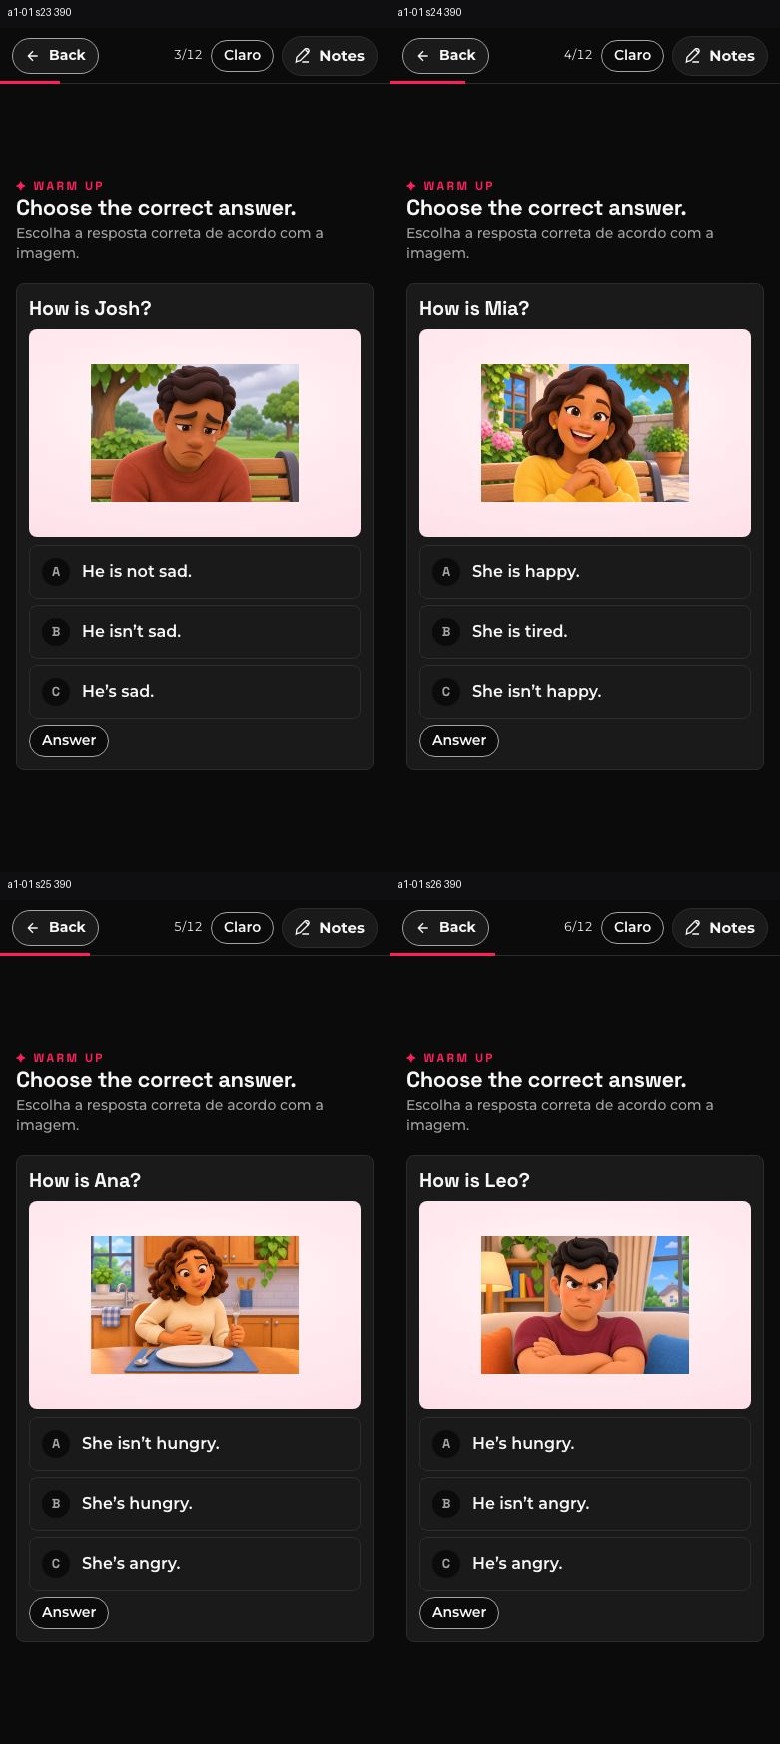 a1-01 s23 390
Back
3/12
Claro
Notes
WARM UP
Choose the correct answer.
Escolha a resposta correta de acordo com a
imagem.
How is Josh?
A He is not sad.
B He isn’t sad.
C He’s sad.
Answer
a1-01 s24 390
Back
4/12
Claro
Notes
WARM UP
Choose the correct answer.
Escolha a resposta correta de acordo com a
imagem.
How is Mia?
A She is happy.
B She is tired.
C She isn’t happy.
Answer
a1-01 s25 390
Back
5/12
Claro
Notes
WARM UP
Choose the correct answer.
Escolha a resposta correta de acordo com a
imagem.
How is Ana?
A She isn’t hungry.
B She’s hungry.
C She’s angry.
Answer
a1-01 s26 390
Back
6/12
Claro
Notes
WARM UP
Choose the correct answer.
Escolha a resposta correta de acordo com a
imagem.
How is Leo?
A He’s hungry.
B He isn’t angry.
C He’s angry.
Answer